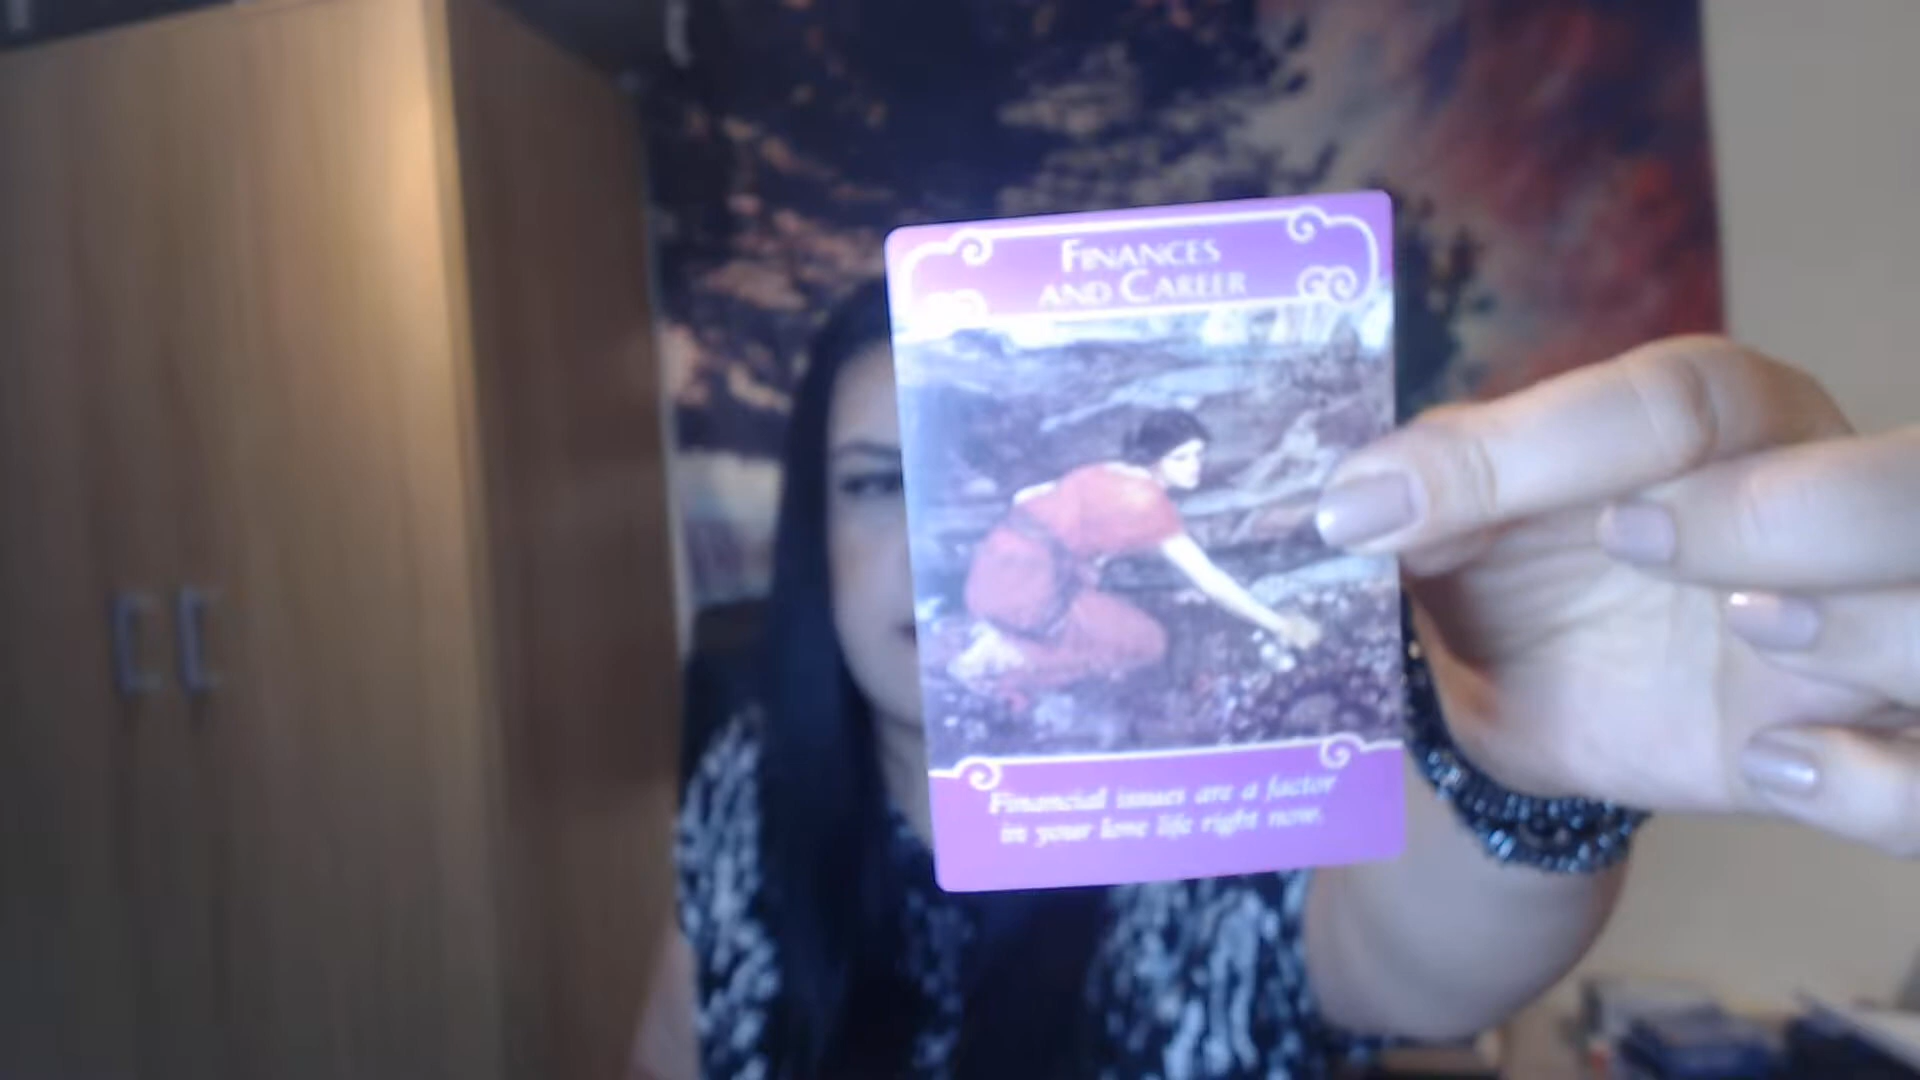 FINANCES
AND CAREER
Financial issues are a factor
in your love life right now.